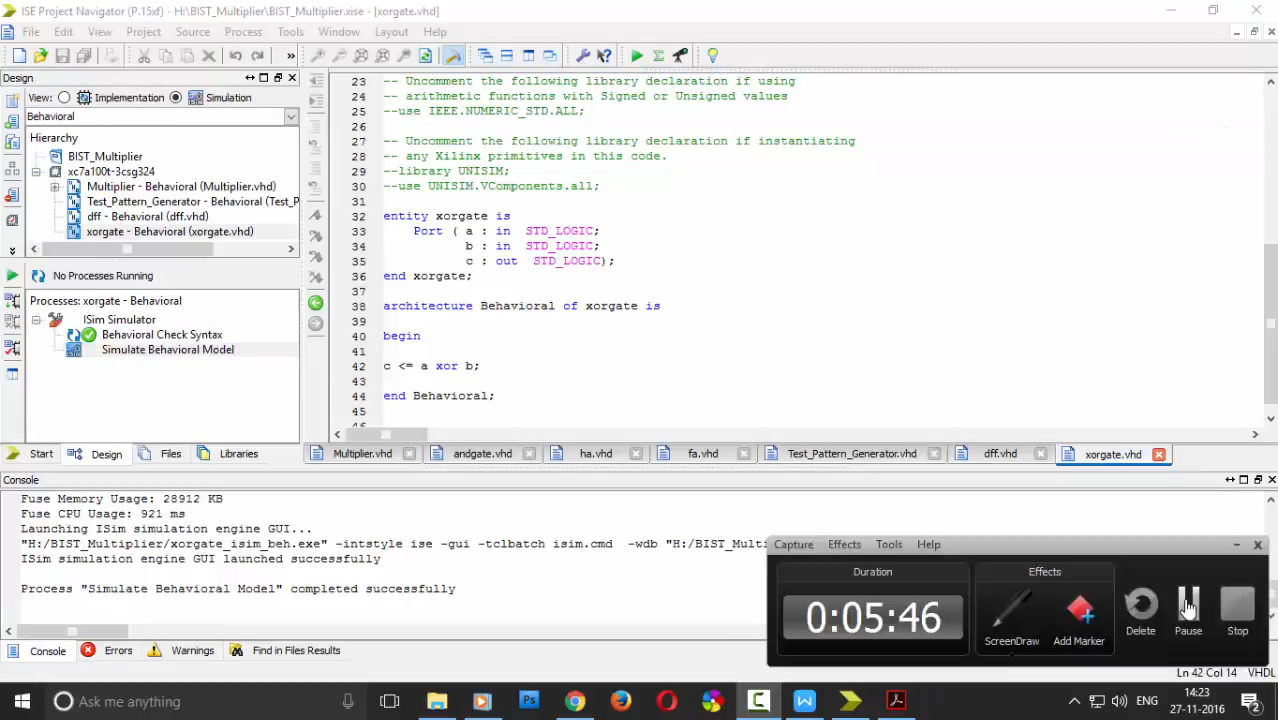 ISE Project Navigator (P.15xf) - H:\BIST_Multiplier\BIST_Multiplier.xise - [xorgate.vhd]
File Edit View Project Source Process Tools Window Layout Help
Design
View: Implementation Simulation
Behavioral
Hierarchy
BIST_Multiplier
xc7a100t-3csg324
Multiplier - Behavioral (Multiplier.vhd)
Test_Pattern_Generator - Behavioral (Test_P
dff - Behavioral (dff.vhd)
xorgate - Behavioral (xorgate.vhd)
No Processes Running
Processes: xorgate - Behavioral
ISim Simulator
Behavioral Check Syntax
Simulate Behavioral Model
Start Design Files Libraries
23 -- Uncomment the following library declaration if using
24 -- arithmetic functions with Signed or Unsigned values
25 --use IEEE.NUMERIC_STD.ALL;
26
27 -- Uncomment the following library declaration if instantiating
28 -- any Xilinx primitives in this code.
29 --library UNISIM;
30 --use UNISIM.VComponents.all;
31
32 entity xorgate is
33 Port ( a : in STD_LOGIC;
34 b : in STD_LOGIC;
35 c : out STD_LOGIC);
36 end xorgate;
37
38 architecture Behavioral of xorgate is
39
40 begin
41
42 c <= a xor b;
43
44 end Behavioral;
45
Multiplier.vhd andgate.vhd ha.vhd fa.vhd Test_Pattern_Generator.vhd dff.vhd xorgate.vhd
Console
Fuse Memory Usage: 28912 KB
Fuse CPU Usage: 921 ms
Launching ISim simulation engine GUI...
"H:/BIST_Multiplier/xorgate_isim_beh.exe" -intstyle ise -gui -tclbatch isim.cmd -wdb "H:/BIST_Multi
ISim simulation engine GUI launched successfully
Process "Simulate Behavioral Model" completed successfully
Console Errors Warnings Find in Files Results
Capture Effects Tools Help
Duration
0:05:46
Effects
ScreenDraw Add Marker Delete Pause Stop
Ln 42 Col 14 VHDL
Ask me anything
ENG
14:23
27-11-2016
2